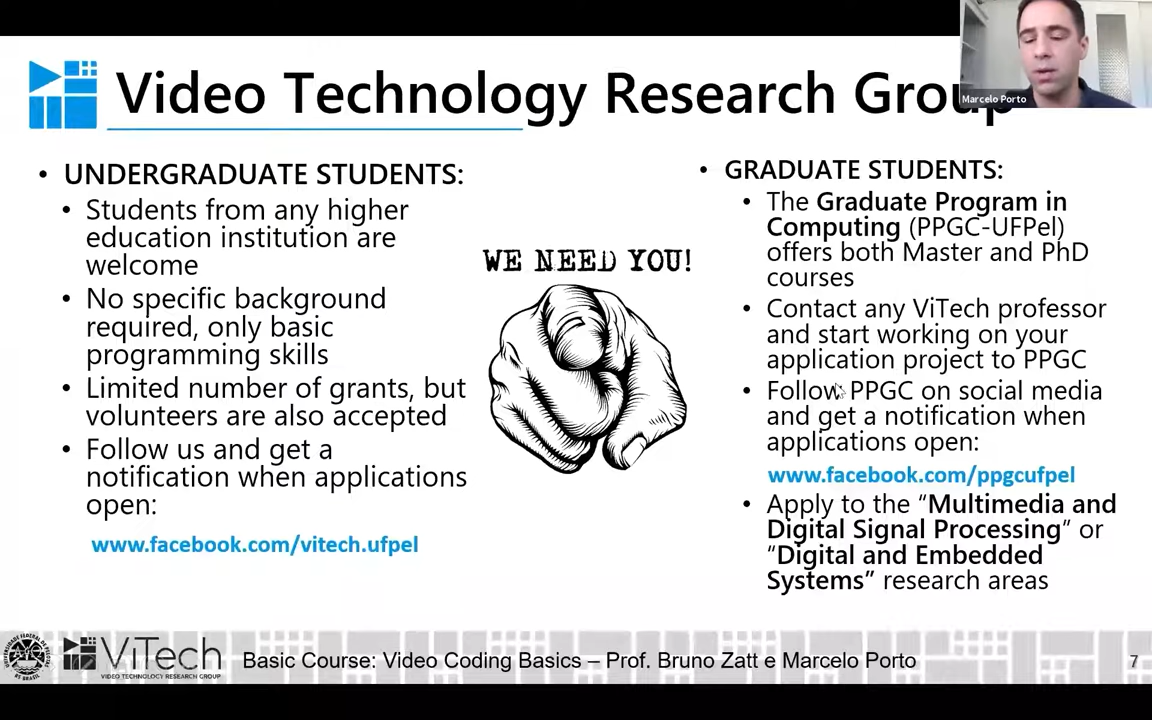 Video Technology Research Group
Marcelo Porto
• UNDERGRADUATE STUDENTS:
• Students from any higher
education institution are
welcome
• No specific background
required, only basic
programming skills
• Limited number of grants, but
volunteers are also accepted
• Follow us and get a
notification when applications
open:
www.facebook.com/vitech.ufpel
WE NEED YOU!
• GRADUATE STUDENTS:
• The Graduate Program in
Computing (PPGC-UFPel)
offers both Master and PhD
courses
• Contact any ViTech professor
and start working on your
application project to PPGC
• Follow PPGC on social media
and get a notification when
applications open:
www.facebook.com/ppgcufpel
• Apply to the “Multimedia and
Digital Signal Processing“ or
“Digital and Embedded
Systems” research areas
ViTech
VIDEO TECHNOLOGY RESEARCH GROUP
Basic Course: Video Coding Basics – Prof. Bruno Zatt e Marcelo Porto
7